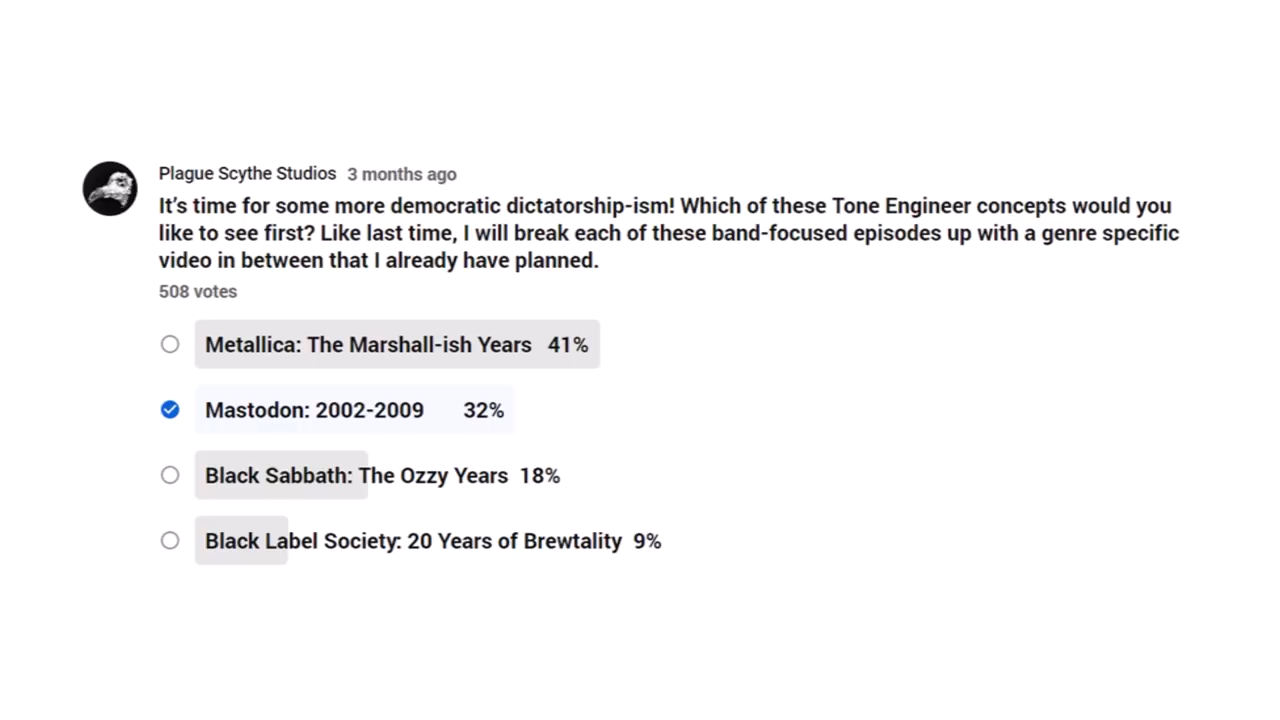 Plague Scythe Studios 3 months ago
It’s time for some more democratic dictatorship-ism! Which of these Tone Engineer concepts would you
like to see first? Like last time, I will break each of these band-focused episodes up with a genre specific
video in between that I already have planned.
508 votes
Metallica: The Marshall-ish Years 41%
Mastodon: 2002-2009 32%
Black Sabbath: The Ozzy Years 18%
Black Label Society: 20 Years of Brewtality 9%